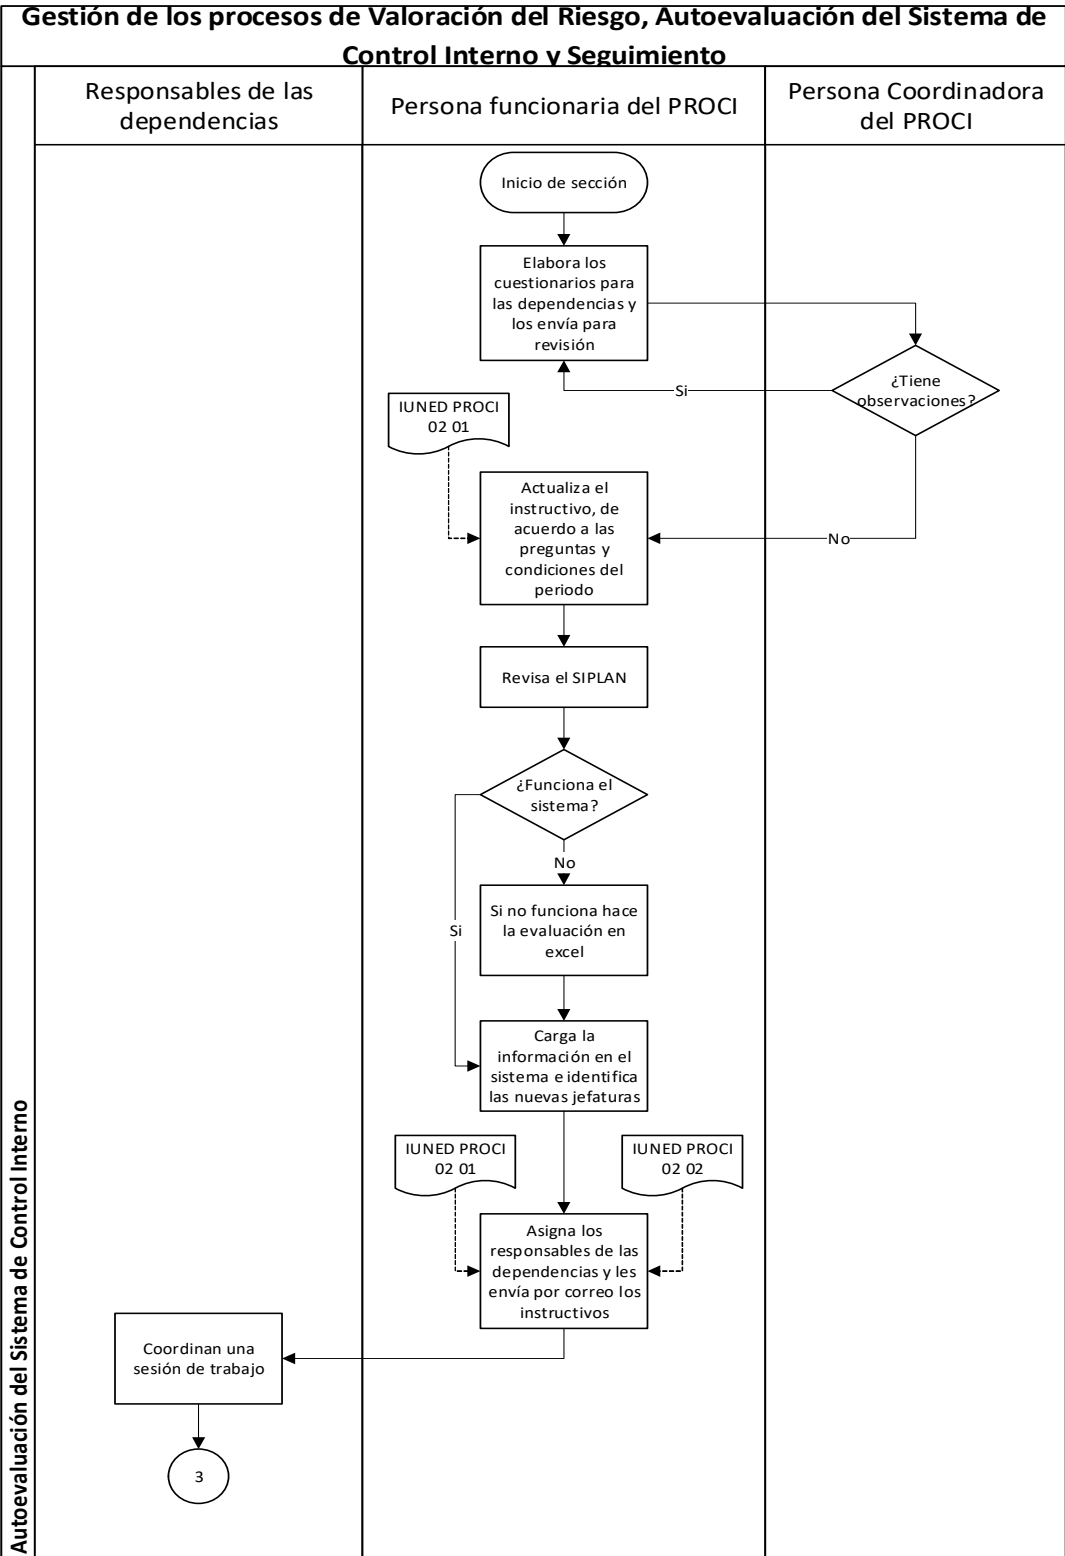 Gestión de los procesos de Valoración del Riesgo, Autoevaluación del Sistema de
Control Interno y Seguimiento
Responsables de las
dependencias
Persona funcionaria del PROCI
Persona Coordinadora
del PROCI
Autoevaluación del Sistema de Control Interno
Inicio de sección
Elabora los
cuestionarios para
las dependencias y
los envía para
revisión
¿Tiene
observaciones?
Si
IUNED PROCI
02 01
Actualiza el
instructivo, de
acuerdo a las
preguntas y
condiciones del
periodo
No
Revisa el SIPLAN
¿Funciona el
sistema?
No
Si
Si no funciona hace
la evaluación en
excel
Carga la
información en el
sistema e identifica
las nuevas jefaturas
IUNED PROCI
02 01
IUNED PROCI
02 02
Asigna los
responsables de las
dependencias y les
envía por correo los
instructivos
Coordinan una
sesión de trabajo
3